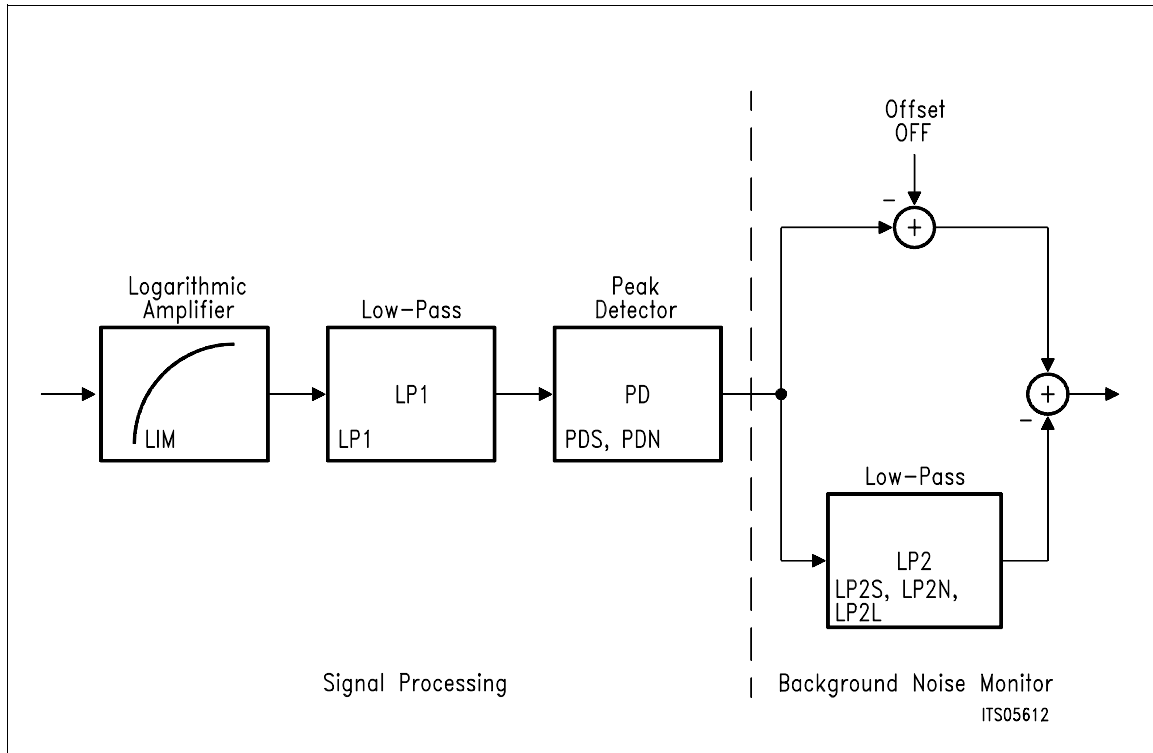 Offset
OFF
-
+
Logarithmic
Amplifier
LIM
Low-Pass
LP1
LP1
Peak
Detector
PD
PDS, PDN
+
-
Low-Pass
LP2
LP2S, LP2N,
LP2L
Signal Processing
Background Noise Monitor
ITS05612